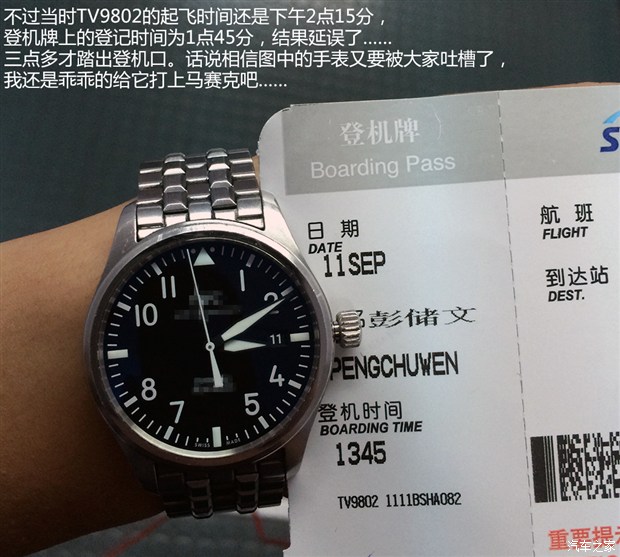 不过当时TV9802的起飞时间还是下午2点15分，
登机牌上的登记时间为1点45分，结果延误了......
三点多才踏出登机口。话说相信图中的手表又要被大家吐槽了，
我还是乖乖的给它打上马赛克吧......
登机牌
Boarding Pass
S
日期
DATE
11SEP
航班
FLIGHT
到达站
DEST.
彭储文
PENGCHUWEN
登机时间
BOARDING TIME
1345
TV9802 1111BSHA082
重要提示
10
2
11
8
4
7
5
SWISS MADE
汽车之家